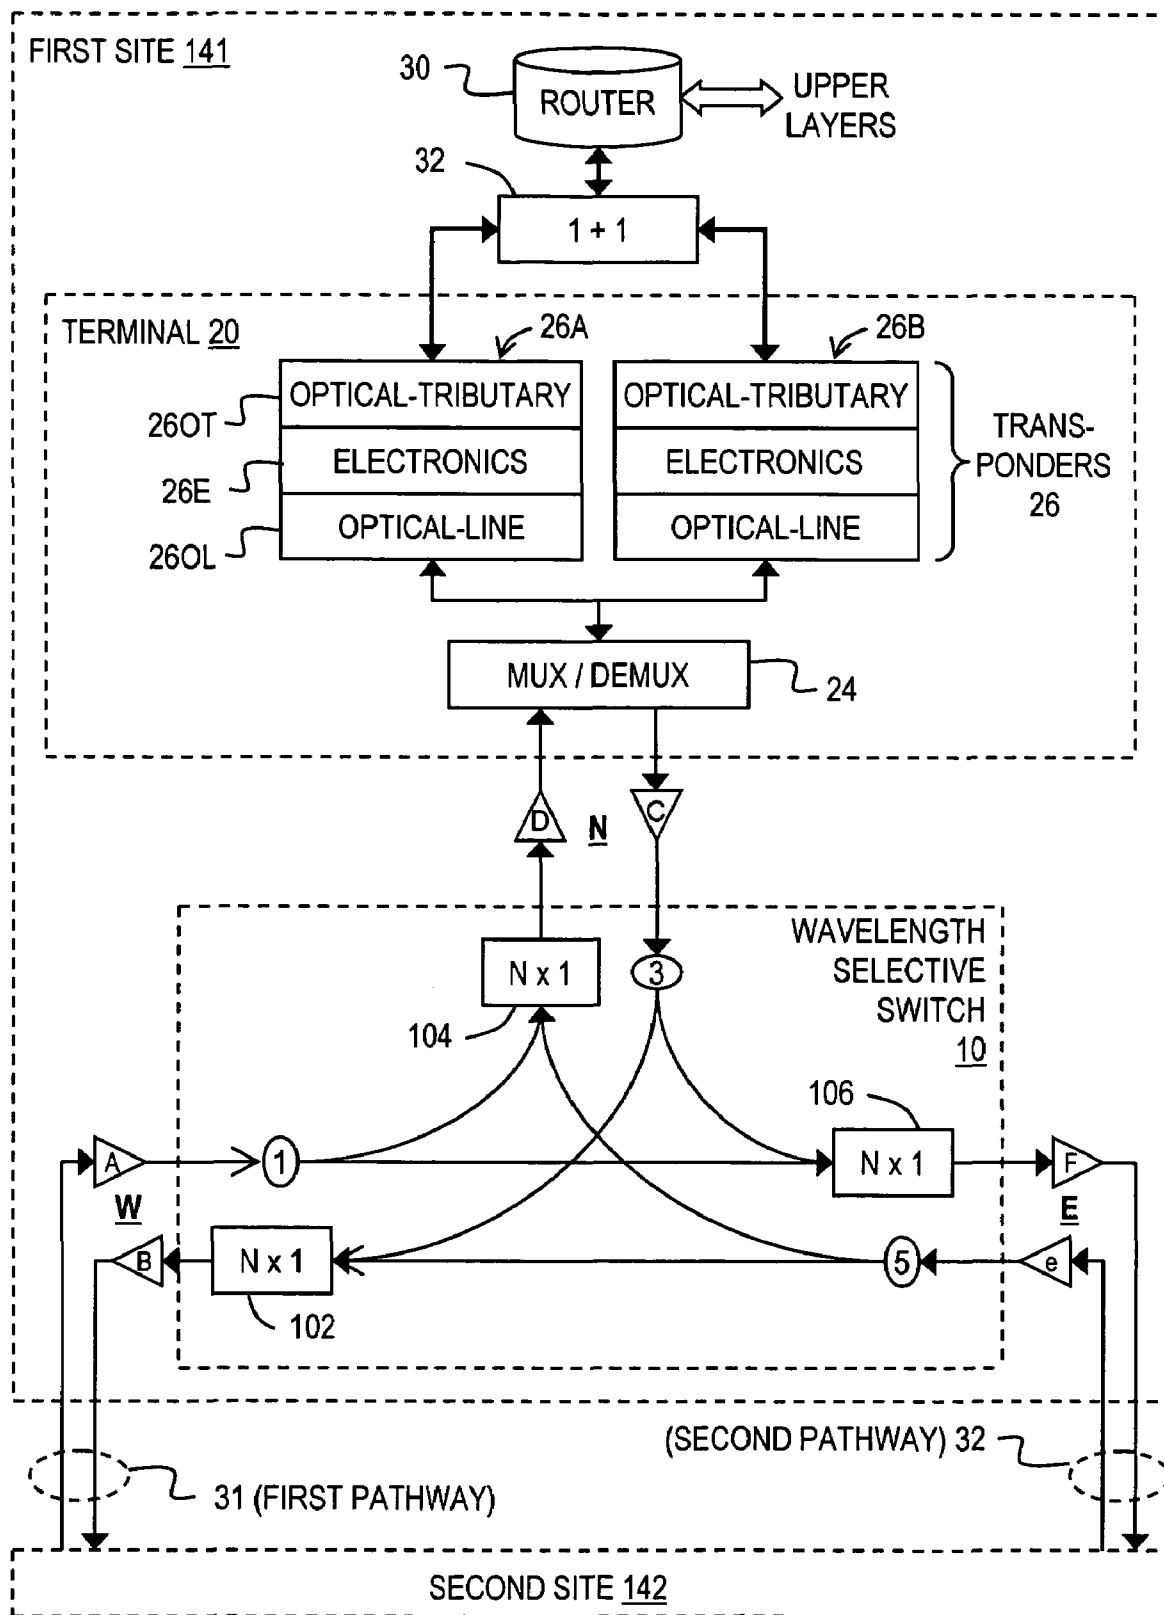 FIRST SITE 141
30
ROUTER
UPPER
LAYERS
32
1 + 1
TERMINAL 20
26A
26B
OPTICAL-TRIBUTARY
OPTICAL-TRIBUTARY
26OT
ELECTRONICS
ELECTRONICS
26E
TRANS-
PONDERS
26
OPTICAL-LINE
OPTICAL-LINE
26OL
MUX / DEMUX
24
D
N
C
WAVELENGTH
SELECTIVE
SWITCH
10
N x 1
3
104
106
A
1
N x 1
F
W
E
B
N x 1
5
e
102
(SECOND PATHWAY) 32
31 (FIRST PATHWAY)
SECOND SITE 142